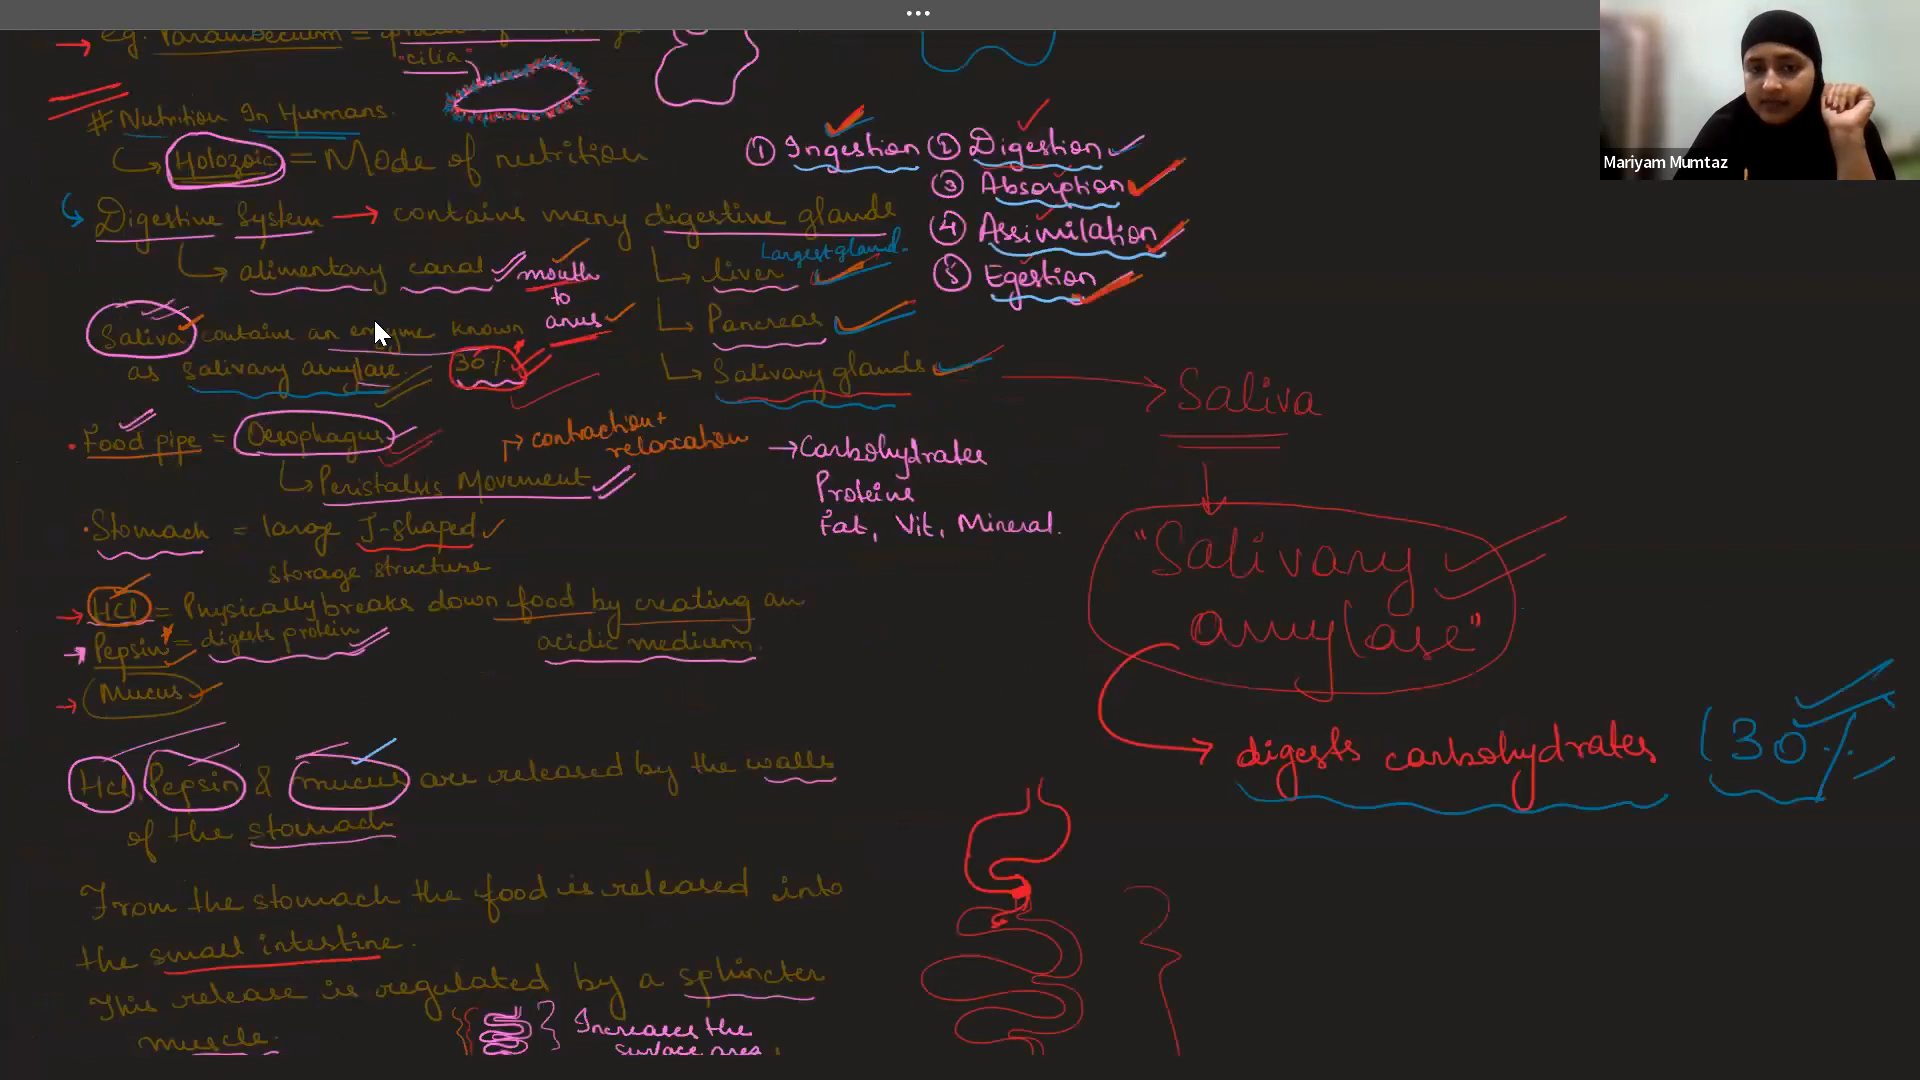 → eg. Paramoecium =
"cilia"
# Nutrition In Humans.
↳ Holozoic = Mode of nutrition
① Ingestion ② Digestion
③ Absorption
④ Assimilation
⑤ Egestion
Mariyam Mumtaz
Digestive System → contains many digestive glands
↳ alimentary canal
mouth
to
anus
↳ liver
Largest gland.
↳ Pancreas
↳ Salivary glands
Saliva contains an enzyme known
as salivary amylase.
30%
→ Saliva
• Food pipe = Oesophagus
contraction+
relaxation
↳ Peristalsis Movement
→ Carbohydrates
Proteins
Fat, Vit, Mineral.
• Stomach = large J-shaped
storage structure
"Salivary
amylase"
→ HCl = Physically breaks down food by creating an
acidic medium.
→ Pepsin* = digests protein
→ Mucus
→ digests carbohydrates (30%
HCl Pepsin & mucus are released by the walls
of the stomach
From the stomach the food is released into
the small intestine.
This release is regulated by a sphincter
muscle.
Increases the
surface area.